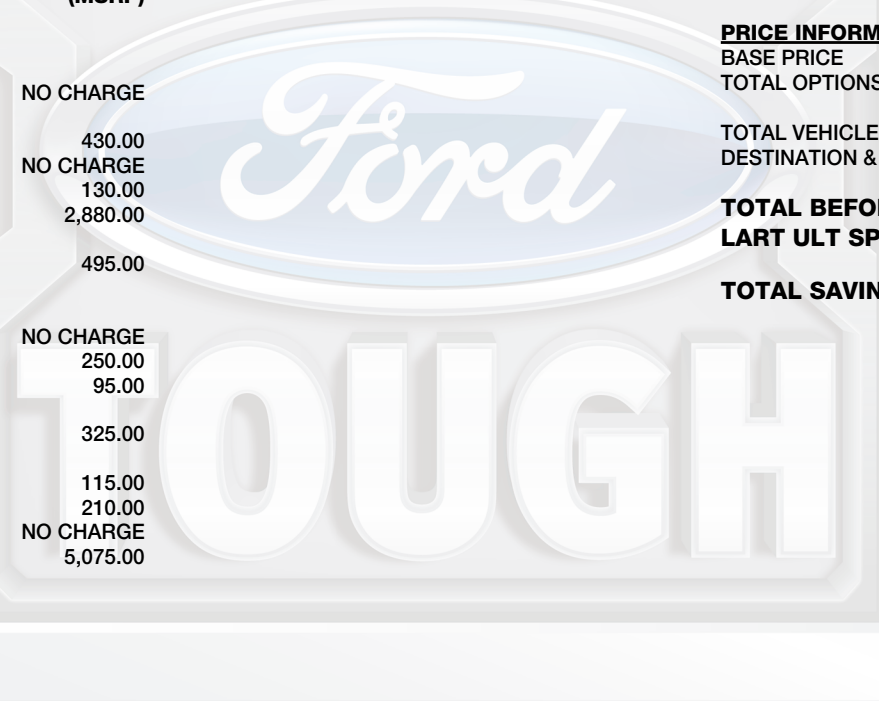 (MSRP)
NO CHARGE
430.00
NO CHARGE
130.00
2,880.00
495.00
NO CHARGE
250.00
95.00
325.00
115.00
210.00
NO CHARGE
5,075.00
PRICE INFORM
BASE PRICE
TOTAL OPTIONS
TOTAL VEHICLE
DESTINATION &
TOTAL BEFO
LART ULT SP
TOTAL SAVIN
Ford
TOUGH